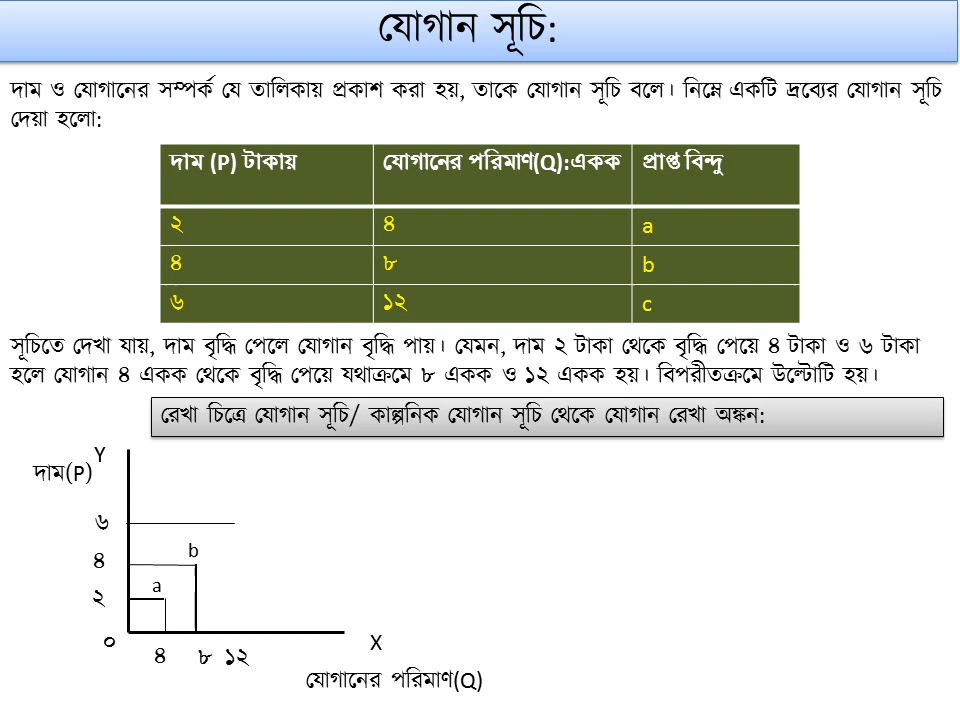 যোগান সূচি:
দাম ও যোগানের সম্পর্ক যে তালিকায় প্রকাশ করা হয়, তাকে যোগান সূচি বলে। নিম্নে একটি দ্রব্যের যোগান সূচি
দেয়া হলো:
দাম (P) টাকায় যোগানের পরিমাণ(Q):একক প্রাপ্ত বিন্দু
২ ৪ a
৪ ৮ b
৬ ১২ c
সূচিতে দেখা যায়, দাম বৃদ্ধি পেলে যোগান বৃদ্ধি পায়। যেমন, দাম ২ টাকা থেকে বৃদ্ধি পেয়ে ৪ টাকা ও ৬ টাকা
হলে যোগান ৪ একক থেকে বৃদ্ধি পেয়ে যথাক্রমে ৮ একক ও ১২ একক হয়। বিপরীতক্রমে উল্টোটি হয়।
রেখা চিত্রে যোগান সূচি/ কাল্পনিক যোগান সূচি থেকে যোগান রেখা অঙ্কন:
Y
দাম(P)
৬
b
৪
a
২
০
X
৪ ৮ ১২
যোগানের পরিমাণ(Q)